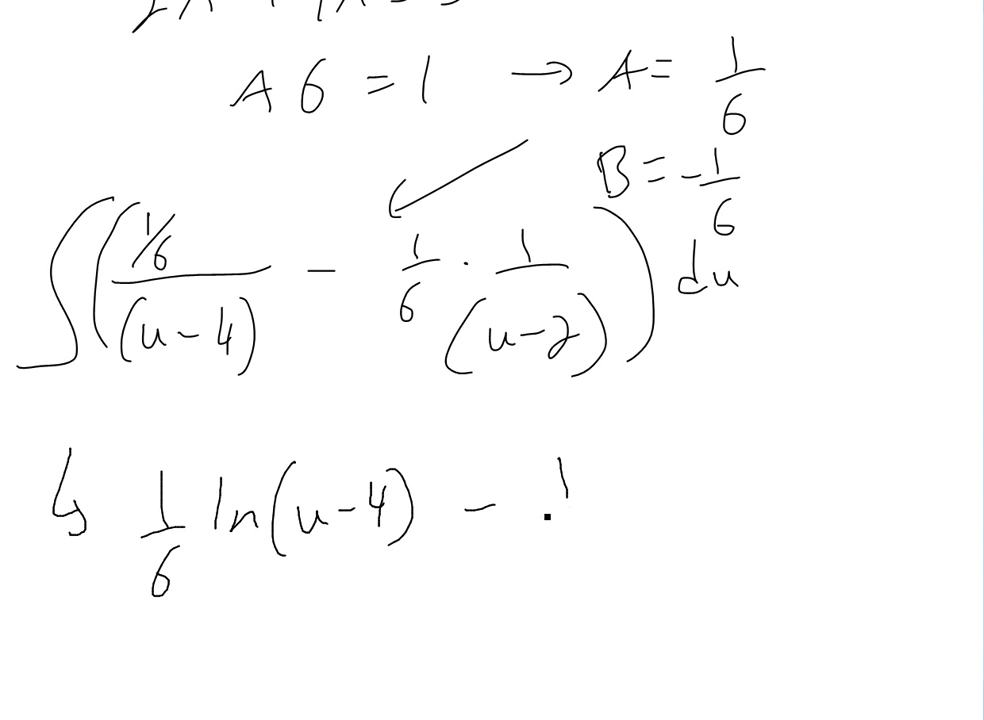 A 6 = 1 → A = 1/6
B = -1/6
∫( (1/6)/(u-4) - 1/6 · 1/(u-2) ) du
↳ 1/6 ln(u-4) -